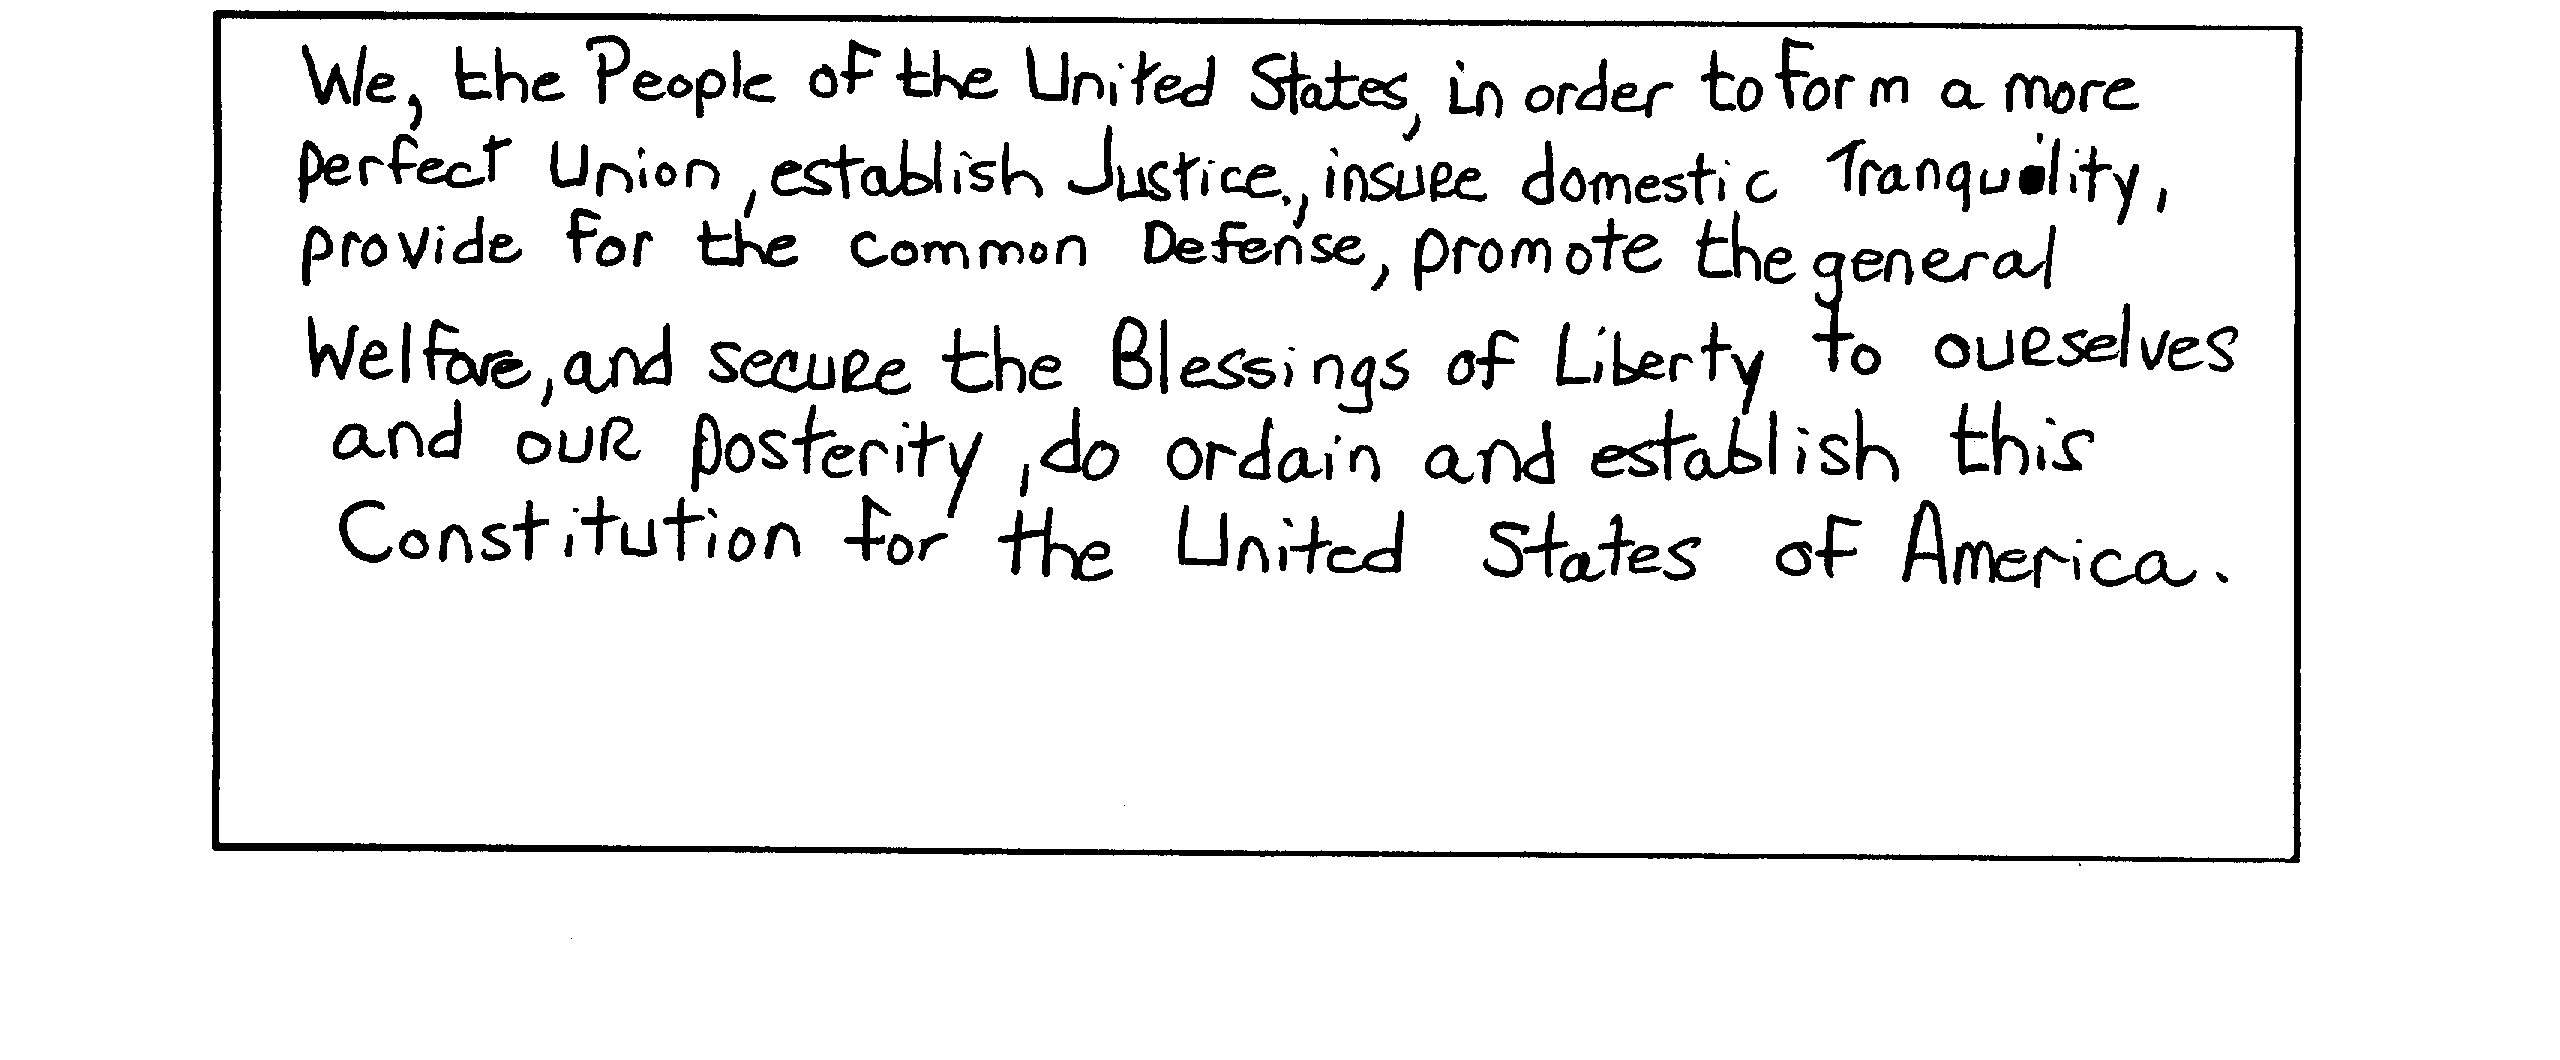 We, the People of the United States, in order to form a more
perfect Union, establish Justice, insure domestic Tranquility,
provide for the common Defense, promote the general
Welfare, and secure the Blessings of Liberty to ourselves
and our posterity, do ordain and establish this
Constitution for the United States of America.